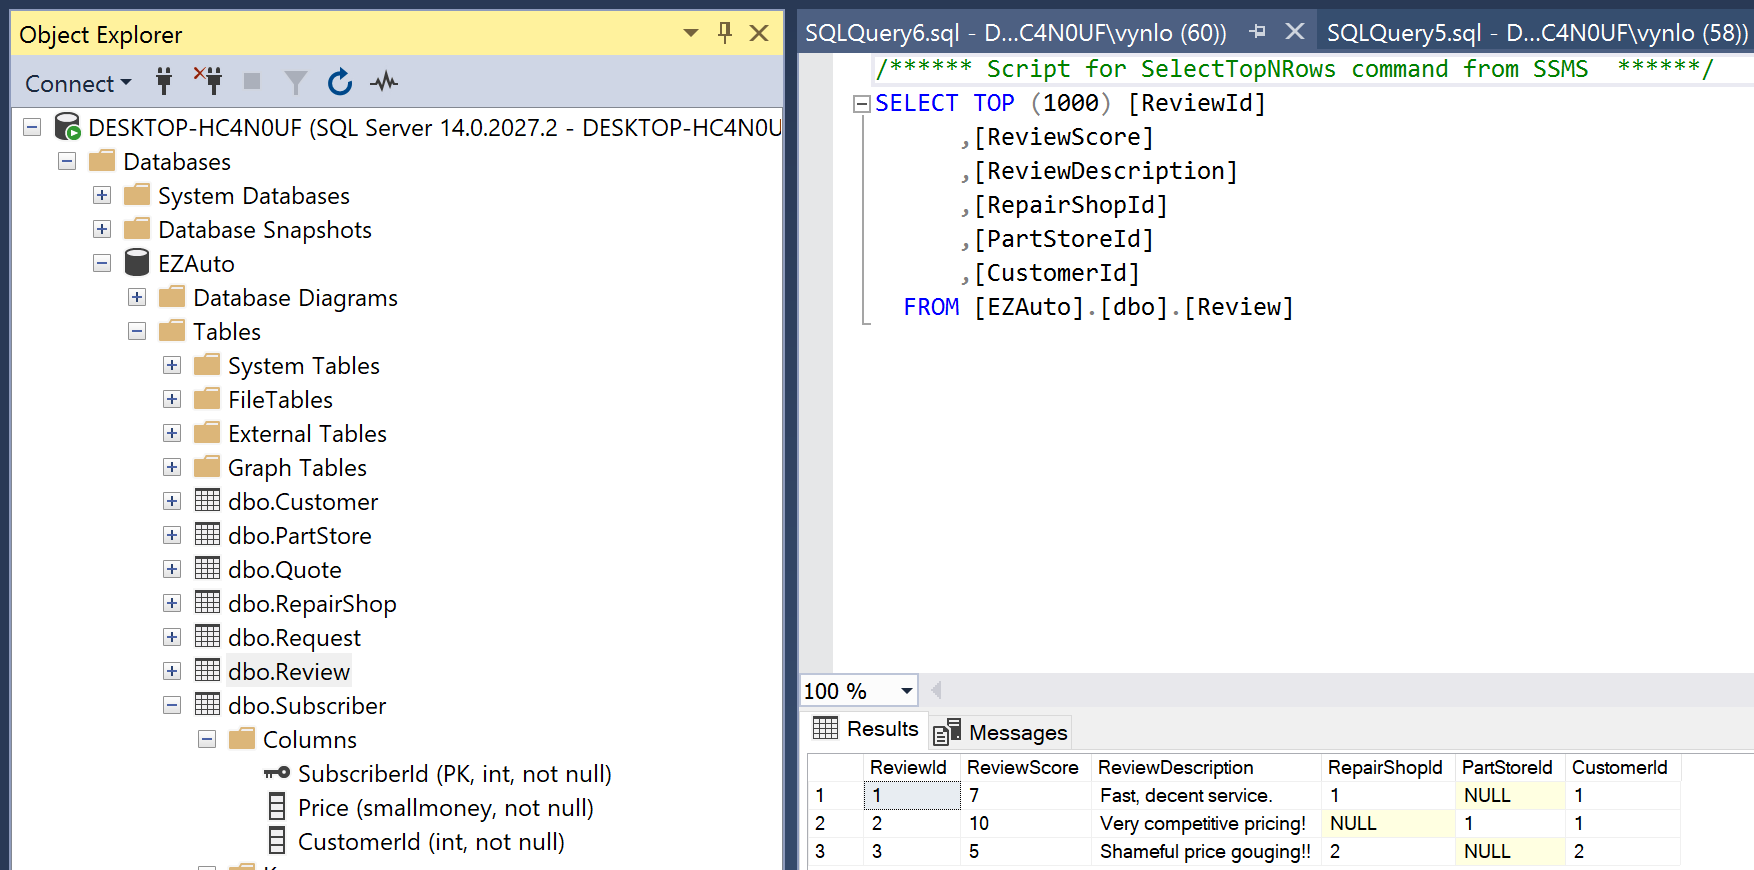 Object Explorer
Connect
DESKTOP-HC4N0UF (SQL Server 14.0.2027.2 - DESKTOP-HC4N0U
Databases
System Databases
Database Snapshots
EZAuto
Database Diagrams
Tables
System Tables
FileTables
External Tables
Graph Tables
dbo.Customer
dbo.PartStore
dbo.Quote
dbo.RepairShop
dbo.Request
dbo.Review
dbo.Subscriber
Columns
SubscriberId (PK, int, not null)
Price (smallmoney, not null)
CustomerId (int, not null)
SQLQuery6.sql - D...C4N0UF\vynlo (60))
SQLQuery5.sql - D...C4N0UF\vynlo (58))
/****** Script for SelectTopNRows command from SSMS  ******/
SELECT TOP (1000) [ReviewId]
,[ReviewScore]
,[ReviewDescription]
,[RepairShopId]
,[PartStoreId]
,[CustomerId]
FROM [EZAuto].[dbo].[Review]
100 %
Results Messages
ReviewId ReviewScore ReviewDescription RepairShopId PartStoreId CustomerId
1 1 7 Fast, decent service. 1 NULL 1
2 2 10 Very competitive pricing! NULL 1 1
3 3 5 Shameful price gouging!! 2 NULL 2